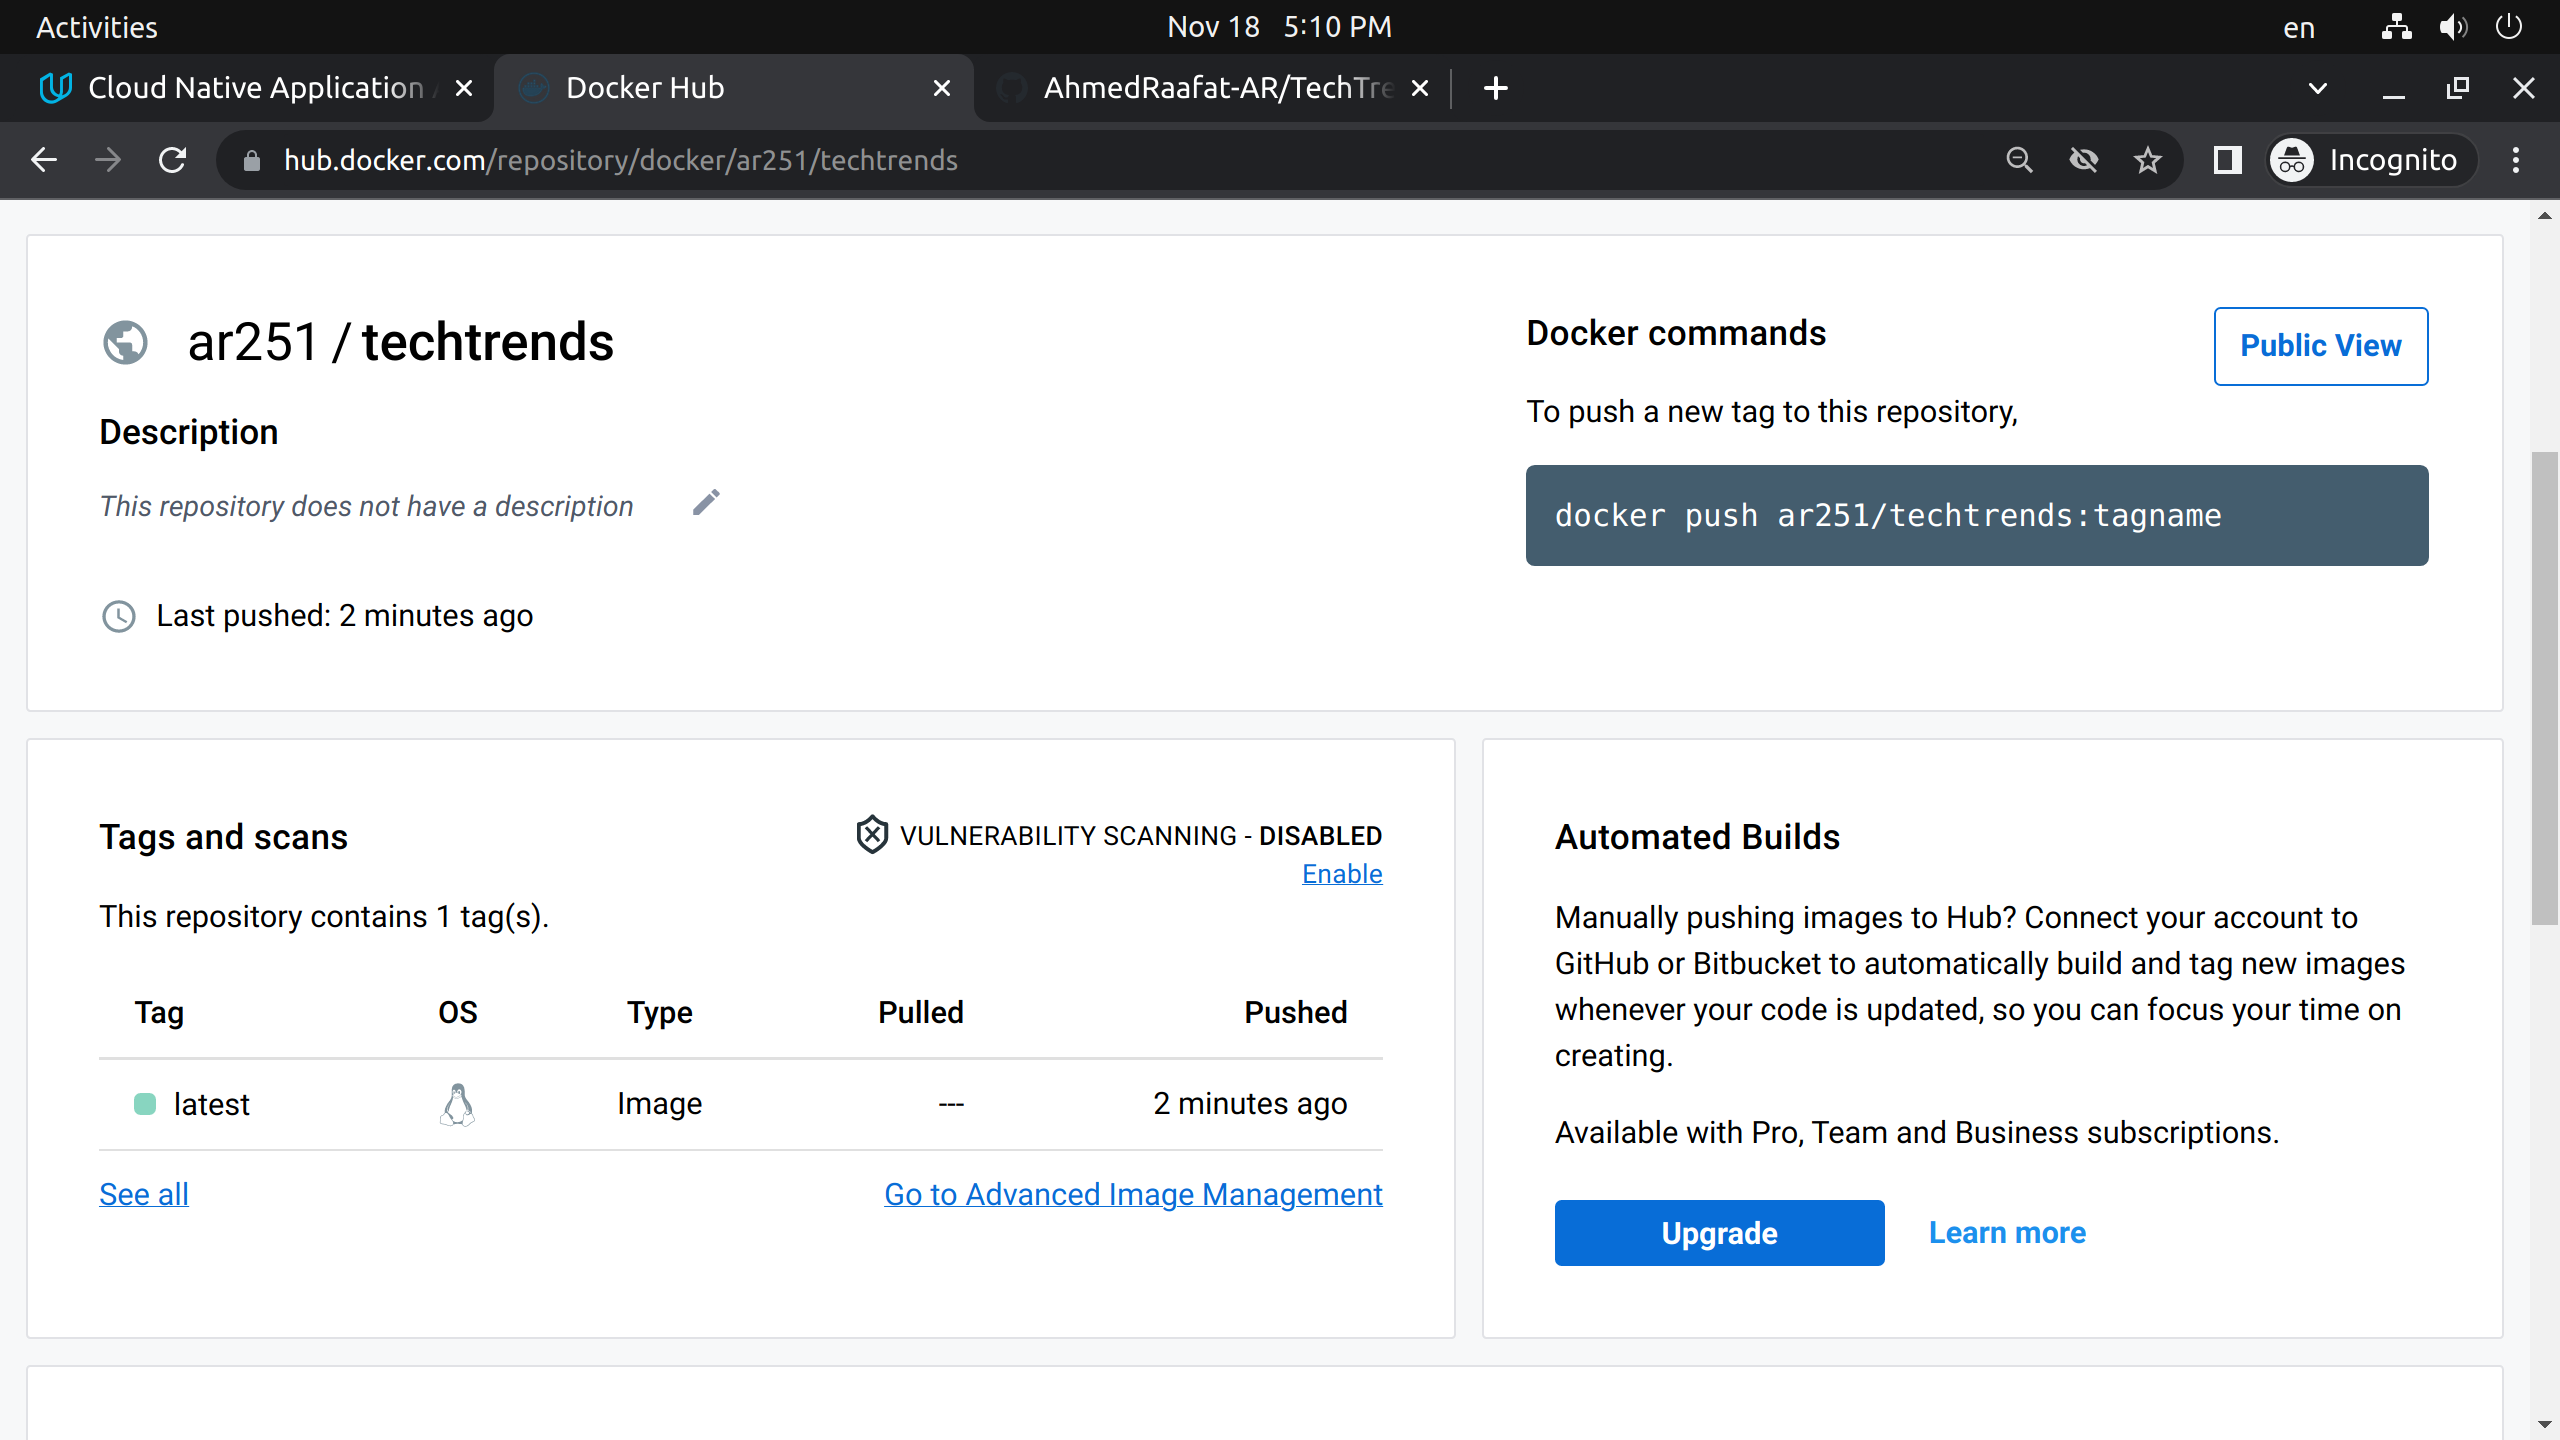 Activities
Nov 18 5:10 PM
en
Cloud Native Application
Docker Hub
AhmedRaafat-AR/TechTre
hub.docker.com/repository/docker/ar251/techtrends
Incognito
ar251 / techtrends
Description
This repository does not have a description
Last pushed: 2 minutes ago
Docker commands
Public View
To push a new tag to this repository,
docker push ar251/techtrends:tagname
Tags and scans
VULNERABILITY SCANNING - DISABLED
Enable
This repository contains 1 tag(s).
Tag OS Type Pulled Pushed
latest Image --- 2 minutes ago
See all
Go to Advanced Image Management
Automated Builds
Manually pushing images to Hub? Connect your account to
GitHub or Bitbucket to automatically build and tag new images
whenever your code is updated, so you can focus your time on
creating.
Available with Pro, Team and Business subscriptions.
Upgrade
Learn more